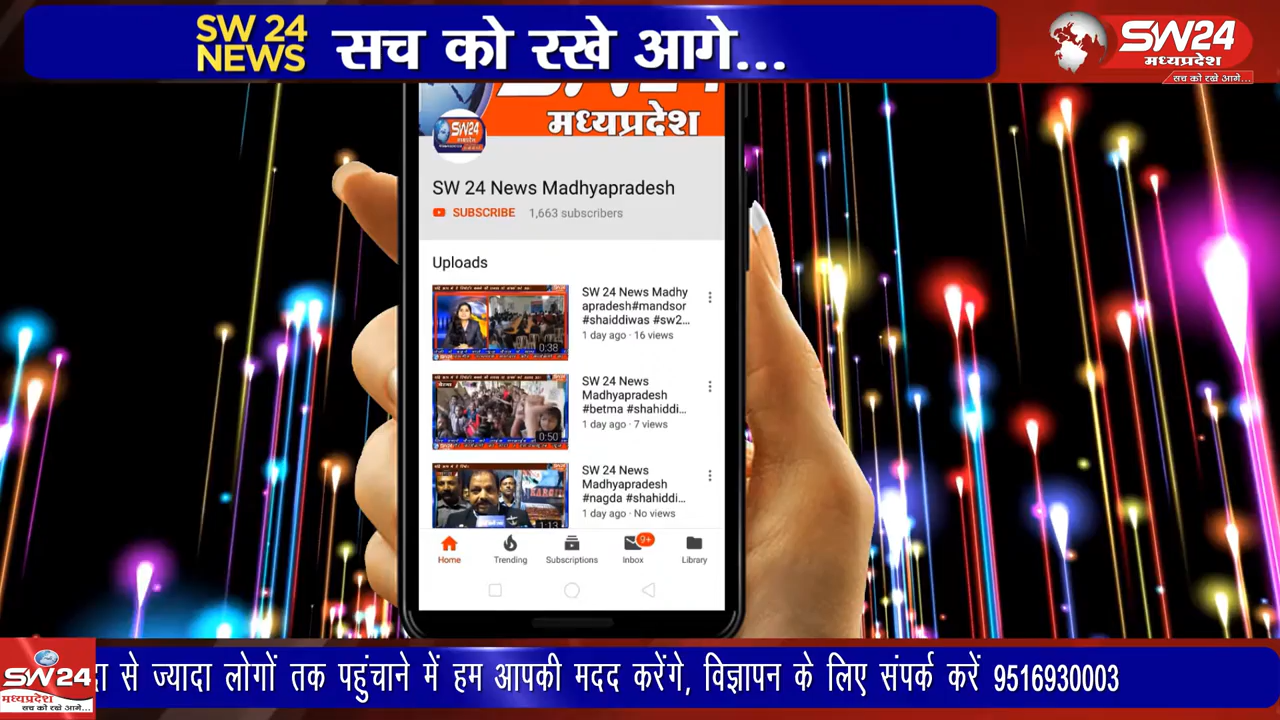 SW 24
NEWS
सच को रखे आगे...
SW24
मध्यप्रदेश
सच को रखे आगे...
मध्यप्रदेश
SW24
SW 24 News Madhyapradesh
SUBSCRIBE 1,663 subscribers
Uploads
SW 24 News Madhy
apradesh#mandsor
#shaiddiwas #sw2...
1 day ago · 16 views
0:38
SW 24 News
Madhyapradesh
#betma #shahiddi...
1 day ago · 7 views
0:50
SW 24 News
Madhyapradesh
#nagda #shahiddi...
1 day ago · No views
1:13
9+
Home Trending Subscriptions Inbox Library
SW24
मध्यप्रदेश
सच को रखे आगे...
से ज्यादा लोगों तक पहुंचाने में हम आपकी मदद करेंगे, विज्ञापन के लिए संपर्क करें 9516930003